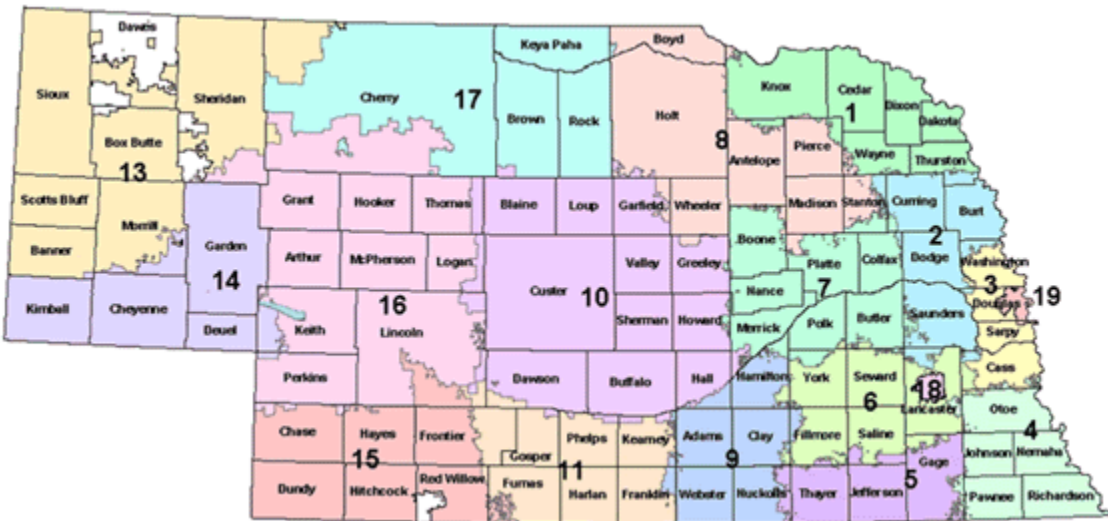 Dawes
Boyd
Keya Paha
Sioux
Sheridan
Cherry
17
Brown
Rock
Holt
Knox
Cedar
1
Dixon
Dakota
Box Butte
13
8
Antelope
Pierce
Wayne
Thurston
Scotts Bluff
Morrill
Banner
Grant
Hooker
Thomas
Blaine
Loup
Garfield
Wheeler
Madison
Stanton
Cuming
Burt
2
Garden
14
Arthur
McPherson
Logan
Custer
10
Valley
Greeley
Boone
Platte
Colfax
Dodge
Washington
3
Douglas
19
Kimball
Cheyenne
Deuel
Keith
16
Lincoln
Sherman
Howard
Nance
7
Merrick
Polk
Butler
Saunders
Sarpy
Cass
Perkins
Dawson
Buffalo
Hall
Hamilton
York
Seward
18
Lancaster
6
Otoe
4
Chase
Hayes
Frontier
15
Gosper
Phelps
Kearney
11
Adams
Clay
9
Fillmore
Saline
Gage
5
Johnson
Nemaha
Dundy
Hitchcock
Red Willow
Furnas
Harlan
Franklin
Webster
Nuckolls
Thayer
Jefferson
Pawnee
Richardson